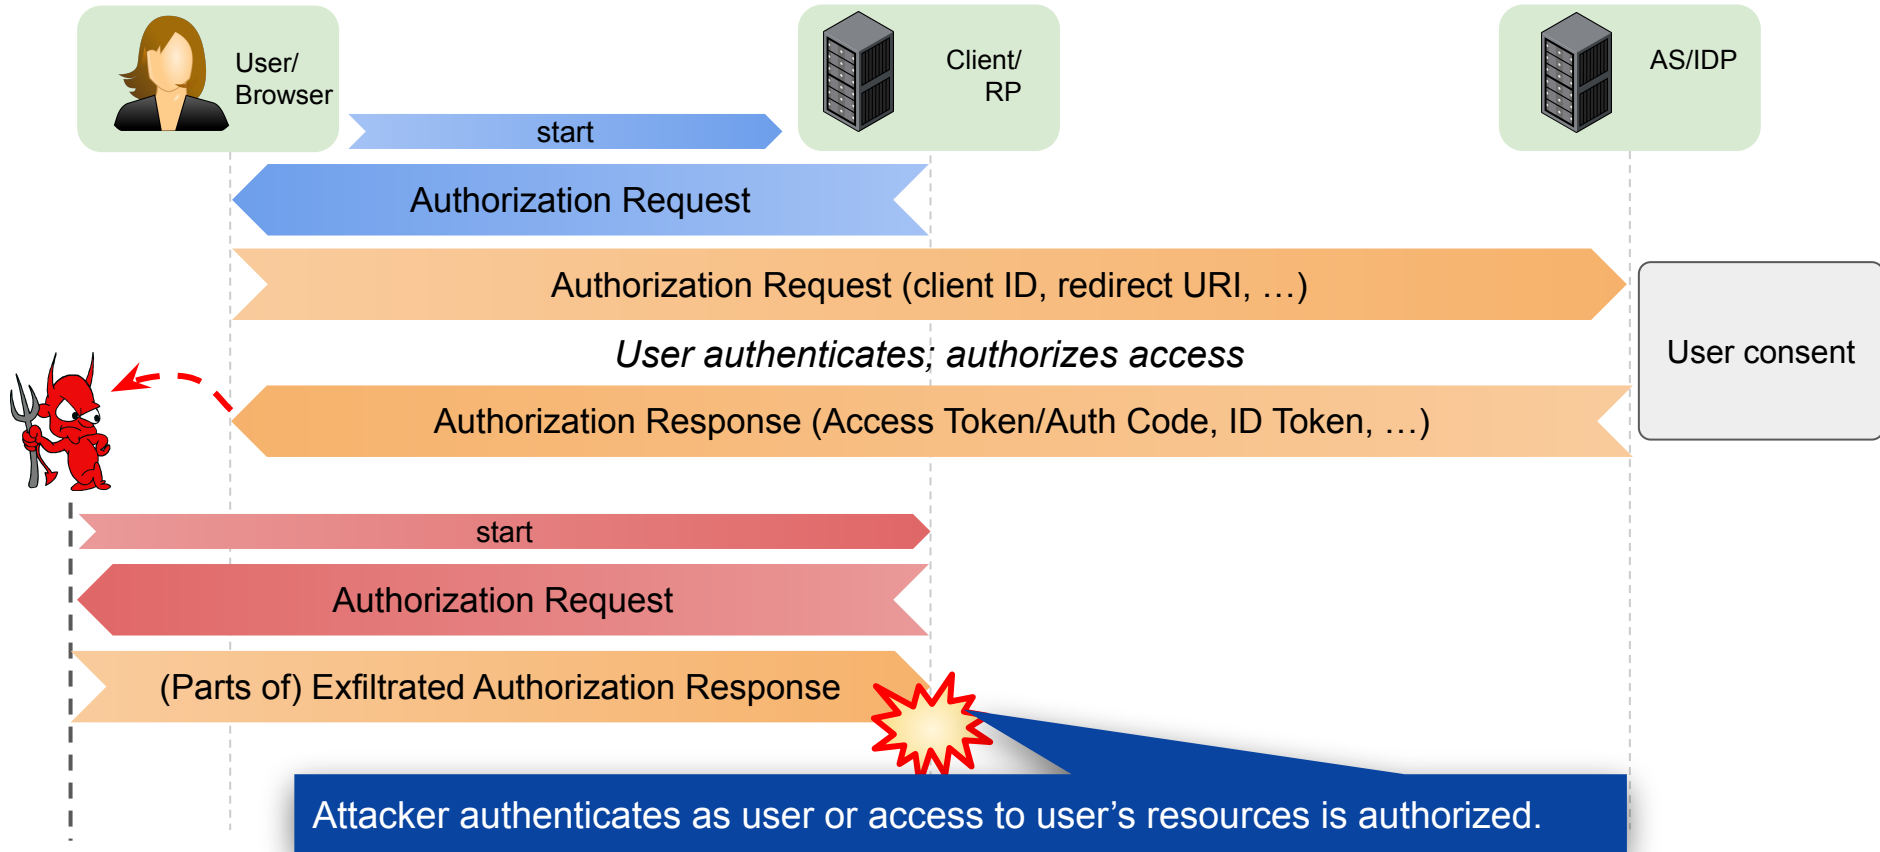 User/
Browser
Client/
RP
AS/IDP
start
Authorization Request
Authorization Request (client ID, redirect URI, …)
User authenticates; authorizes access
User consent
Authorization Response (Access Token/Auth Code, ID Token, …)
start
Authorization Request
(Parts of) Exfiltrated Authorization Response
Attacker authenticates as user or access to user’s resources is authorized.